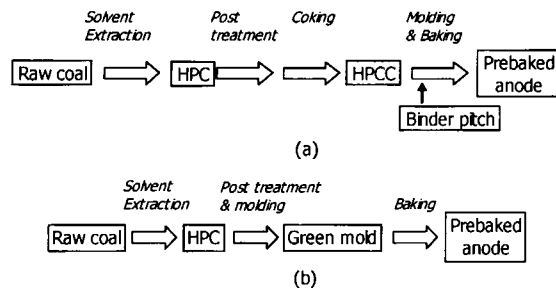 Solvent Extraction
Post treatment
Coking
Molding & Baking
Raw coal
HPC
HPCC
Prebaked anode
Binder pitch
(a)
Solvent Extraction
Post treatment & molding
Baking
Raw coal
HPC
Green mold
Prebaked anode
(b)